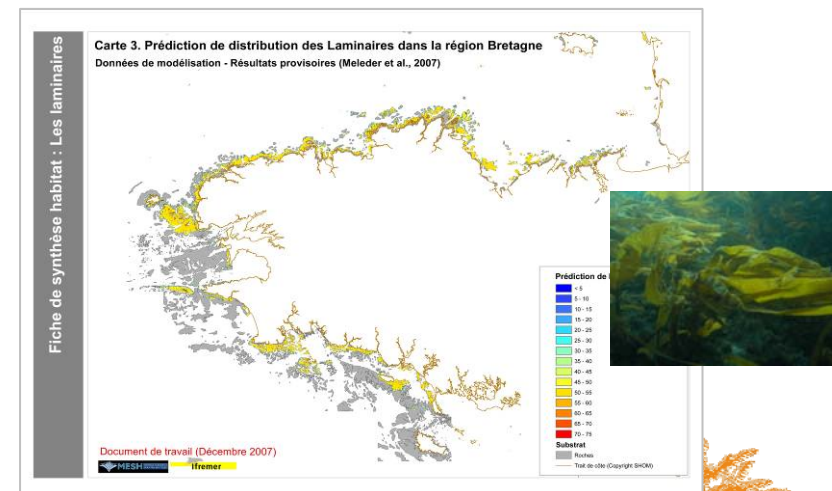 Fiche de synthèse habitat : Les laminaires
Carte 3. Prédiction de distribution des Laminaires dans la région Bretagne
Données de modélisation - Résultats provisoires (Meleder et al., 2007)
Prédiction de
< 5
5 - 10
10 - 15
15 - 20
20 - 25
25 - 30
30 - 35
35 - 40
40 - 45
45 - 50
50 - 55
55 - 60
60 - 65
65 - 70
70 - 75
Substrat
Roches
Trait de côte (Copyright SHOM)
Document de travail (Décembre 2007)
MESH
Ifremer